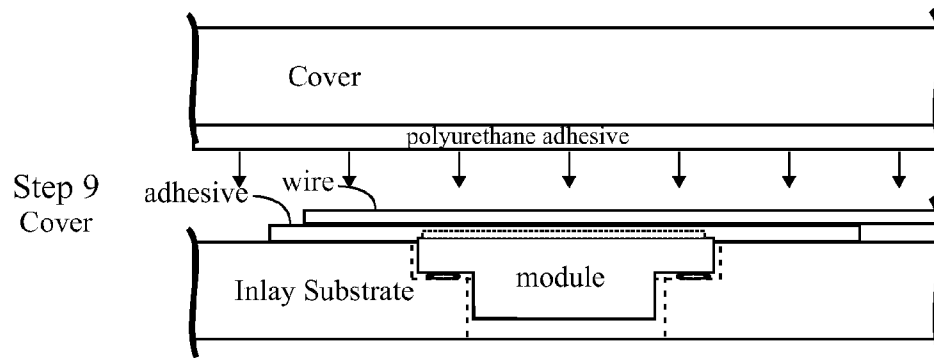 Cover
polyurethane adhesive
Step 9
Cover
adhesive
wire
Inlay Substrate
module